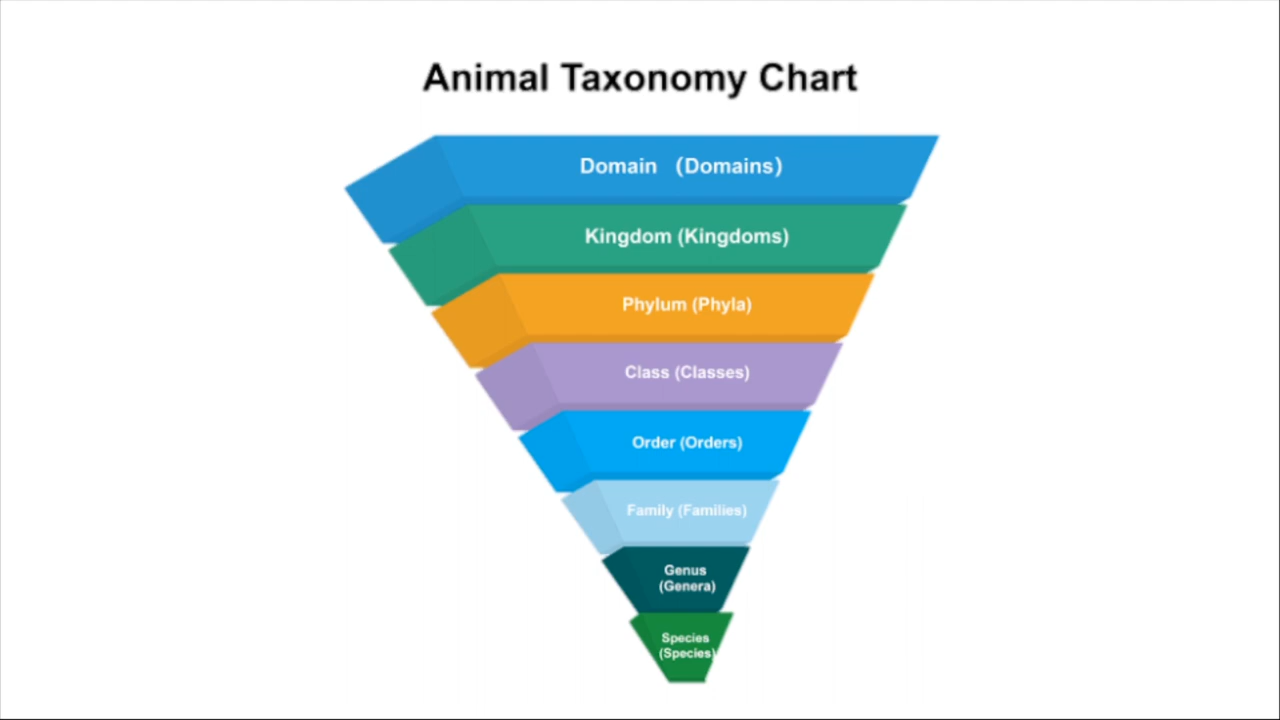 Animal Taxonomy Chart
Domain （Domains）
Kingdom (Kingdoms)
Phylum (Phyla)
Class (Classes)
Order (Orders)
Family (Families)
Genus
(Genera)
Species
(Species)